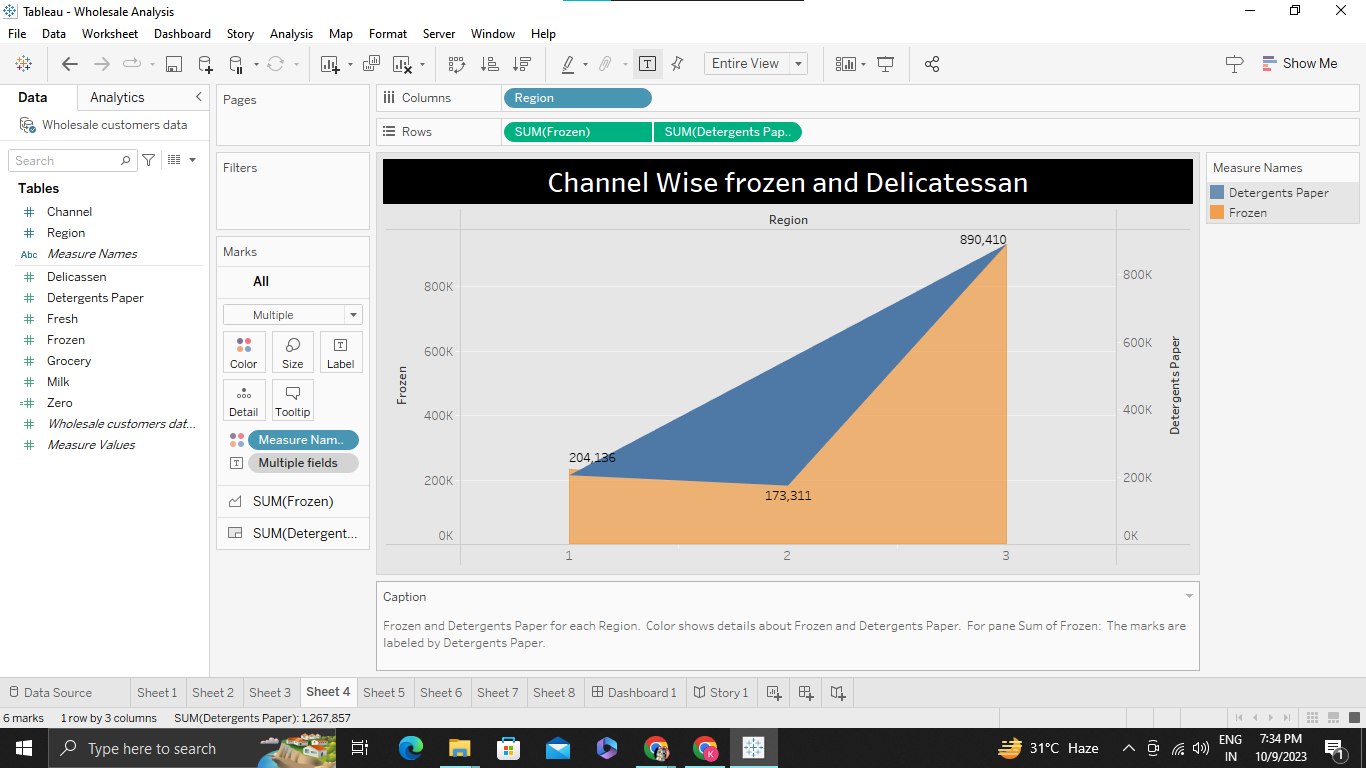 Tableau - Wholesale Analysis
File Data Worksheet Dashboard Story Analysis Map Format Server Window Help
Entire View
Show Me
Data Analytics
Wholesale customers data
Search
Tables
Channel
Region
Abc Measure Names
Delicassen
Detergents Paper
Fresh
Frozen
Grocery
Milk
Zero
Wholesale customers dat...
Measure Values
Pages
Filters
Marks
All
Multiple
Color Size Label
Detail Tooltip
Measure Nam..
Multiple fields
SUM(Frozen)
SUM(Detergent...
Columns Region
Rows SUM(Frozen) SUM(Detergents Pap..
Channel Wise frozen and Delicatessan
Region
890,410
800K
600K
400K
200K
0K
Frozen
204,136
173,311
1 2 3
800K
600K
400K
200K
0K
Detergents Paper
Measure Names
Detergents Paper
Frozen
Caption
Frozen and Detergents Paper for each Region. Color shows details about Frozen and Detergents Paper. For pane Sum of Frozen: The marks are
labeled by Detergents Paper.
Data Source Sheet 1 Sheet 2 Sheet 3 Sheet 4 Sheet 5 Sheet 6 Sheet 7 Sheet 8 Dashboard 1 Story 1
6 marks 1 row by 3 columns SUM(Detergents Paper): 1,267,857
Type here to search
K
31°C Haze
ENG
IN
7:34 PM
10/9/2023
1